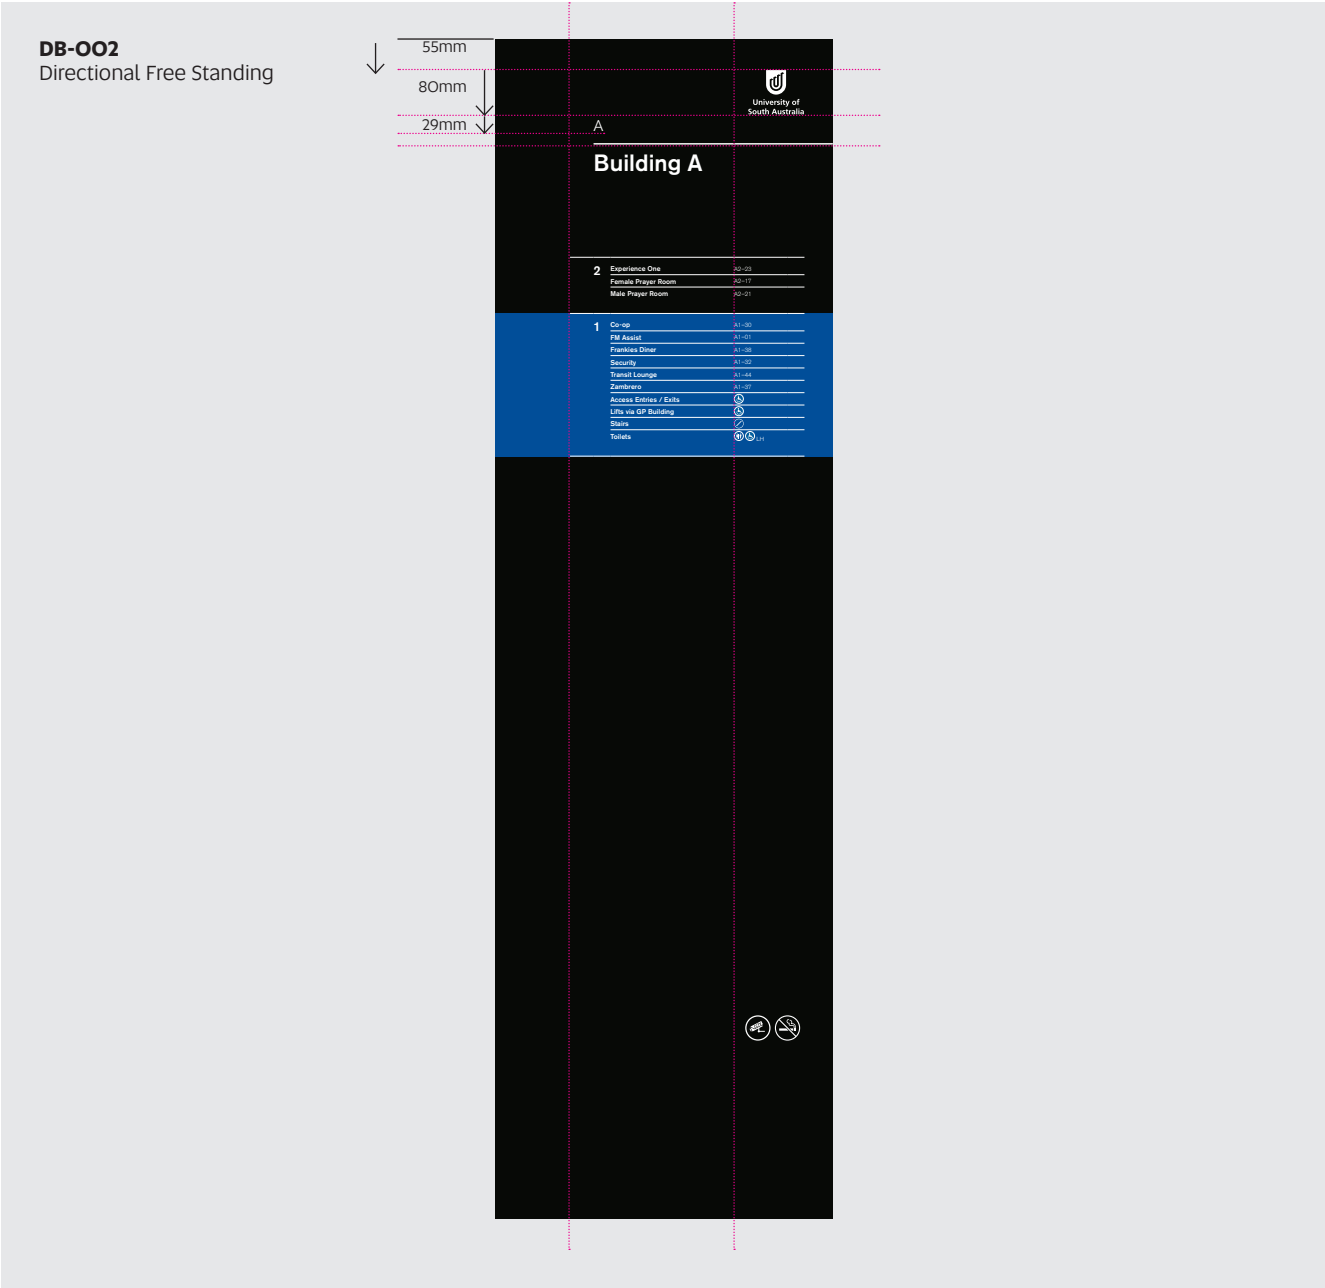 DB-002
Directional Free Standing
55mm
80mm
29mm
University of
South Australia
A
Building A
2 Experience One A2–23
Female Prayer Room A2–17
Male Prayer Room A2–21
1 Co-op A1–30
FM Assist A1–01
Frankies Diner A1–38
Security A1–32
Transit Lounge A1–44
Zambrero A1–37
Access Entries / Exits
Lifts via GP Building
Stairs
Toilets LH